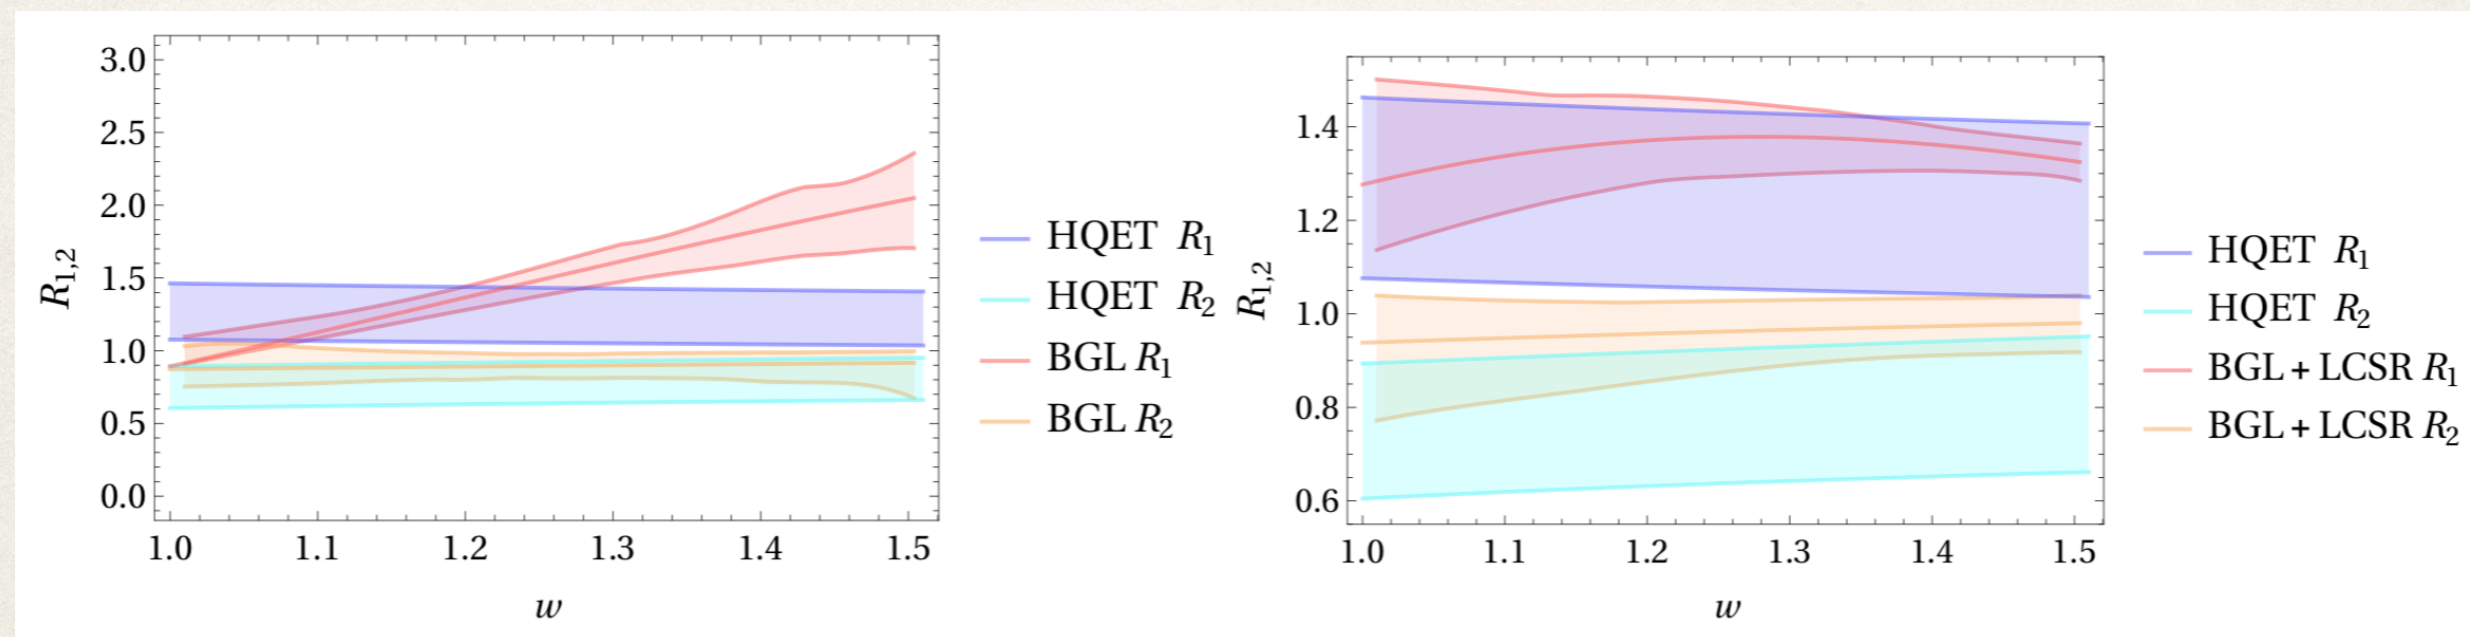 3.0
2.5
2.0
1.5
1.0
0.5
0.0
R1,2
1.0 1.1 1.2 1.3 1.4 1.5
w
HQET R1
HQET R2
BGL R1
BGL R2
1.4
1.2
1.0
0.8
0.6
R1,2
1.0 1.1 1.2 1.3 1.4 1.5
w
HQET R1
HQET R2
BGL + LCSR R1
BGL + LCSR R2